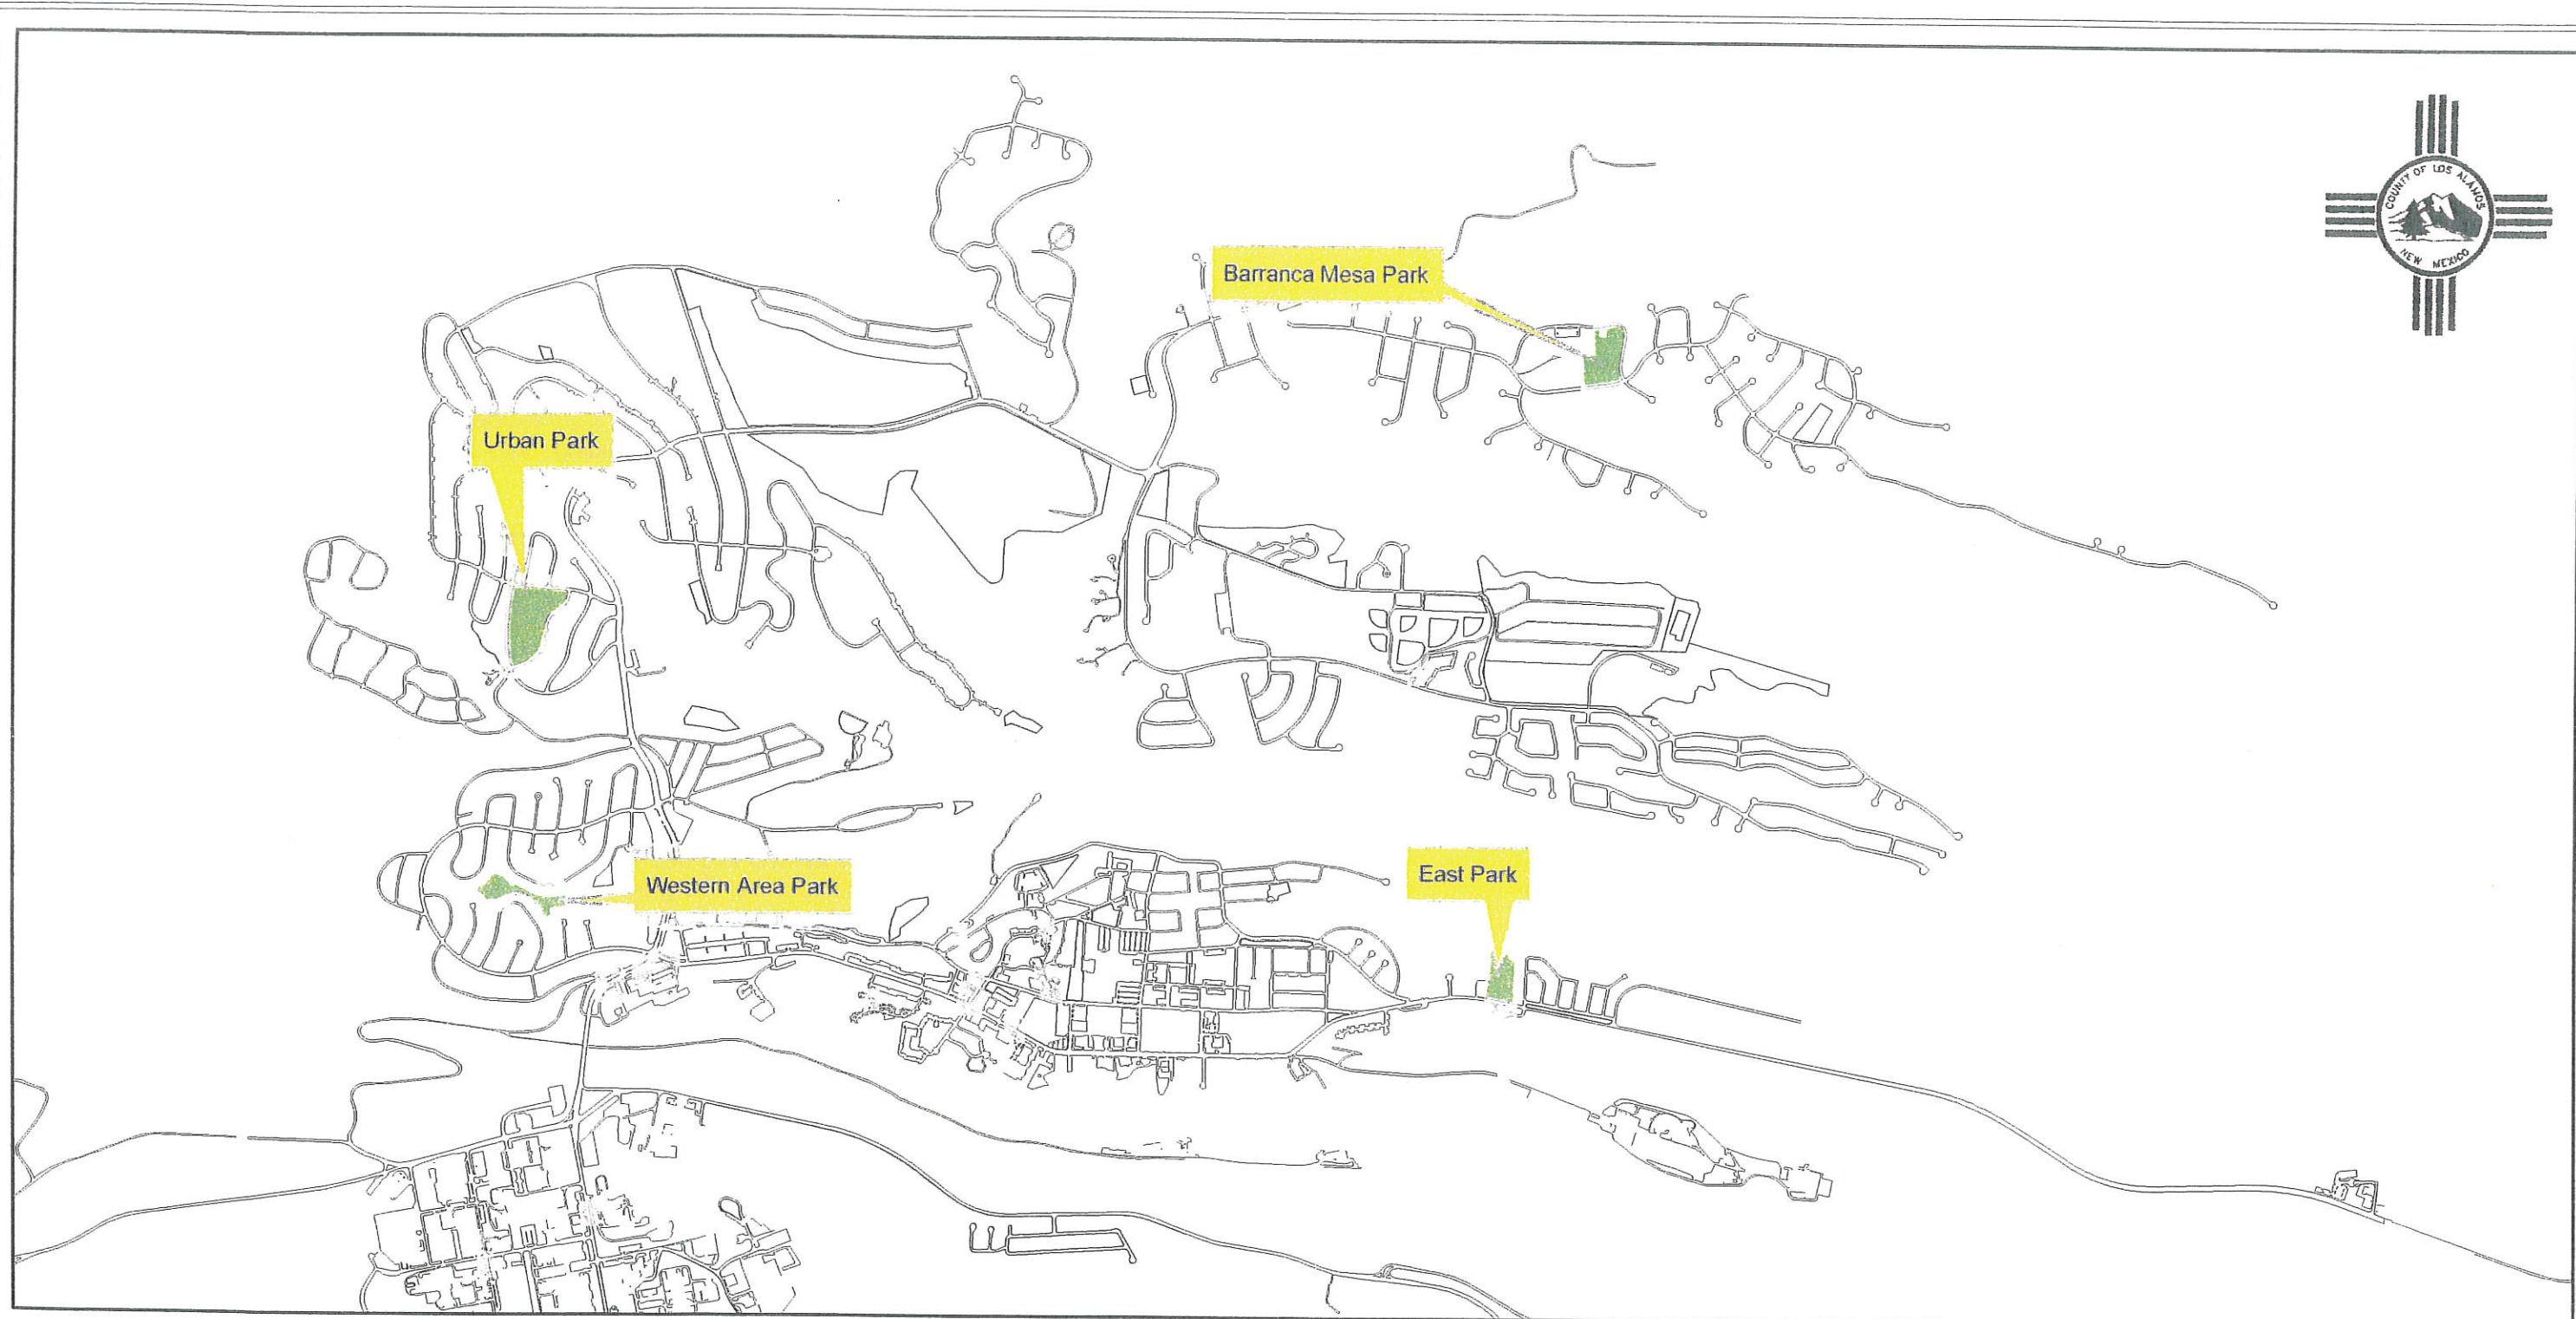 COUNTY OF LOS ALAMOS
NEW MEXICO
Barranca Mesa Park
Urban Park
Western Area Park
East Park